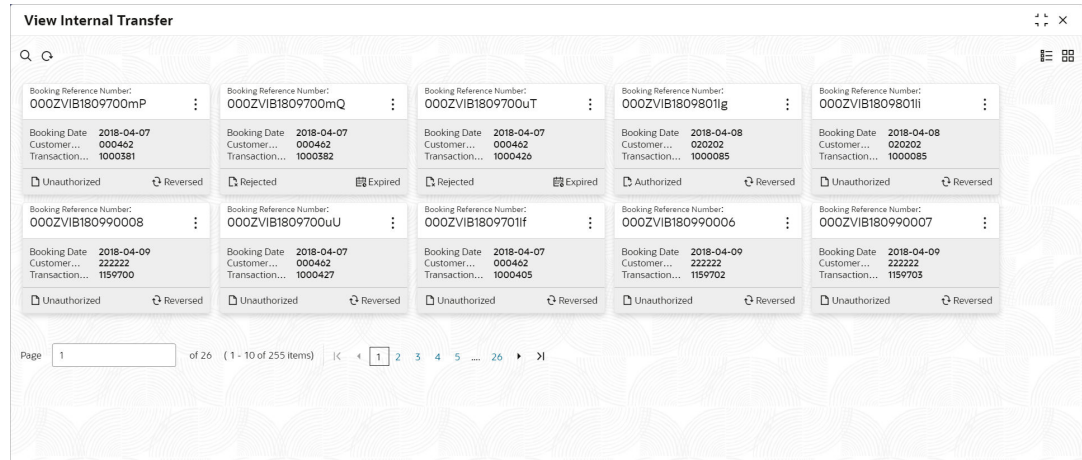 View Internal Transfer
Booking Reference Number:
000ZVIB1809700mP
Booking Date 2018-04-07
Customer... 000462
Transaction... 1000381
Unauthorized Reversed
Booking Reference Number:
000ZVIB1809700mQ
Booking Date 2018-04-07
Customer... 000462
Transaction... 1000382
Rejected Expired
Booking Reference Number:
000ZVIB1809700uT
Booking Date 2018-04-07
Customer... 000462
Transaction... 1000426
Rejected Expired
Booking Reference Number:
000ZVIB1809801lg
Booking Date 2018-04-08
Customer... 020202
Transaction... 1000085
Authorized Reversed
Booking Reference Number:
000ZVIB1809801li
Booking Date 2018-04-08
Customer... 020202
Transaction... 1000085
Unauthorized Reversed
Booking Reference Number:
000ZVIB180990008
Booking Date 2018-04-09
Customer... 222222
Transaction... 1159700
Unauthorized Reversed
Booking Reference Number:
000ZVIB1809700uU
Booking Date 2018-04-07
Customer... 000462
Transaction... 1000427
Unauthorized Reversed
Booking Reference Number:
000ZVIB1809701lf
Booking Date 2018-04-07
Customer... 000462
Transaction... 1000405
Unauthorized Reversed
Booking Reference Number:
000ZVIB180990006
Booking Date 2018-04-09
Customer... 222222
Transaction... 1159702
Unauthorized Reversed
Booking Reference Number:
000ZVIB180990007
Booking Date 2018-04-09
Customer... 222222
Transaction... 1159703
Unauthorized Reversed
Page 1 of 26 ( 1 - 10 of 255 items) 1 2 3 4 5 .... 26